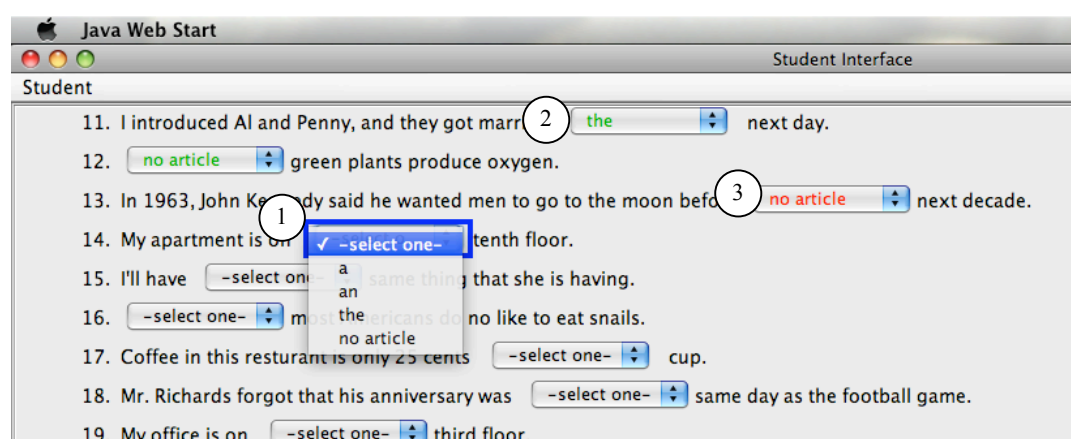 Java Web Start
Student Interface
Student
11. I introduced Al and Penny, and they got marr 2 the next day.
12. no article green plants produce oxygen.
13. In 1963, John Ke dy said he wanted men to go to the moon befo 3 no article next decade.
1
14. My apartment is on ✓ -select one- tenth floor.
a
15. I'll have -select one- same thing that she is having.
an
16. -select one- most Americans do no like to eat snails.
the
no article
17. Coffee in this resturant is only 25 cents -select one- cup.
18. Mr. Richards forgot that his anniversary was -select one- same day as the football game.
19. My office is on -select one- third floor